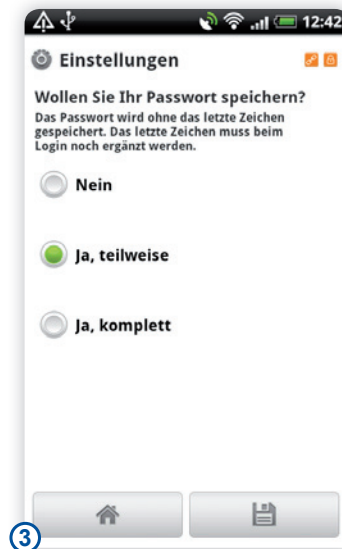 12:42
Einstellungen
Wollen Sie Ihr Passwort speichern?
Das Passwort wird ohne das letzte Zeichen
gespeichert. Das letzte Zeichen muss beim
Login noch ergänzt werden.
Nein
Ja, teilweise
Ja, komplett
3